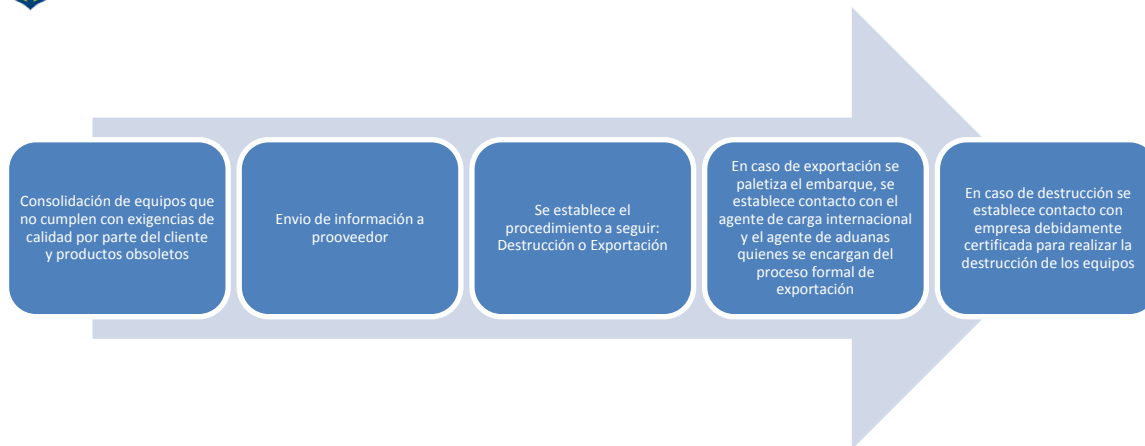 Consolidación de equipos que
no cumplen con exigencias de
calidad por parte del cliente
y productos obsoletos
Envio de información a
prooveedor
Se establece el
procedimiento a seguir:
Destrucción o Exportación
En caso de exportación se
paletiza el embarque, se
establece contacto con el
agente de carga internacional
y el agente de aduanas
quienes se encargan del
proceso formal de
exportación
En caso de destrucción se
establece contacto con
empresa debidamente
certificada para realizar la
destrucción de los equipos